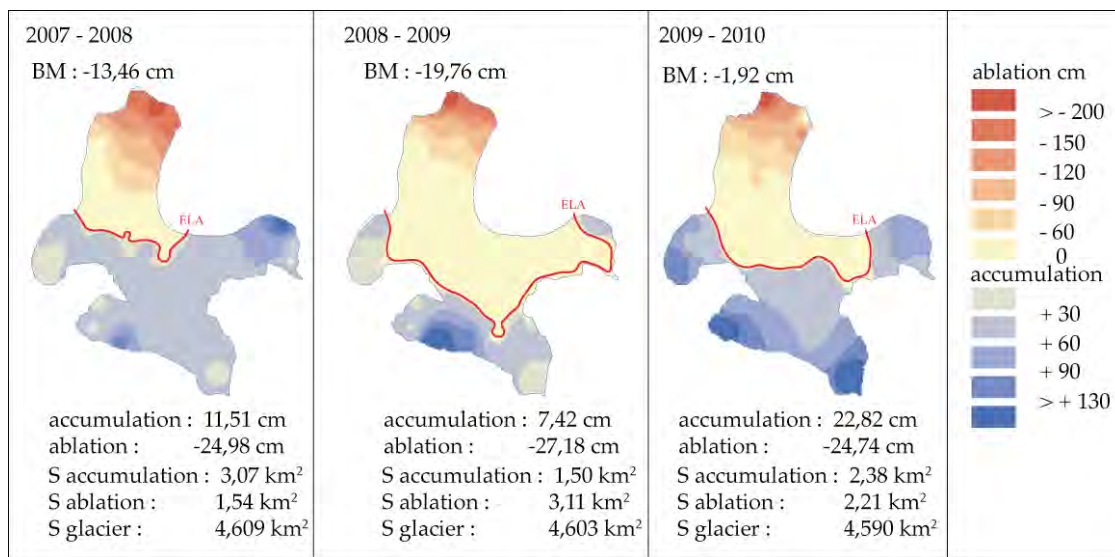 2007 - 2008
BM : -13,46 cm
ELA
accumulation : 11,51 cm
ablation : -24,98 cm
S accumulation : 3,07 km²
S ablation : 1,54 km²
S glacier : 4,609 km²
2008 - 2009
BM : -19,76 cm
ELA
accumulation : 7,42 cm
ablation : -27,18 cm
S accumulation : 1,50 km²
S ablation : 3,11 km²
S glacier : 4,603 km²
2009 - 2010
BM : -1,92 cm
ELA
accumulation : 22,82 cm
ablation : -24,74 cm
S accumulation : 2,38 km²
S ablation : 2,21 km²
S glacier : 4,590 km²
ablation cm
> - 200
- 150
- 120
- 90
- 60
0
accumulation
+ 30
+ 60
+ 90
> + 130